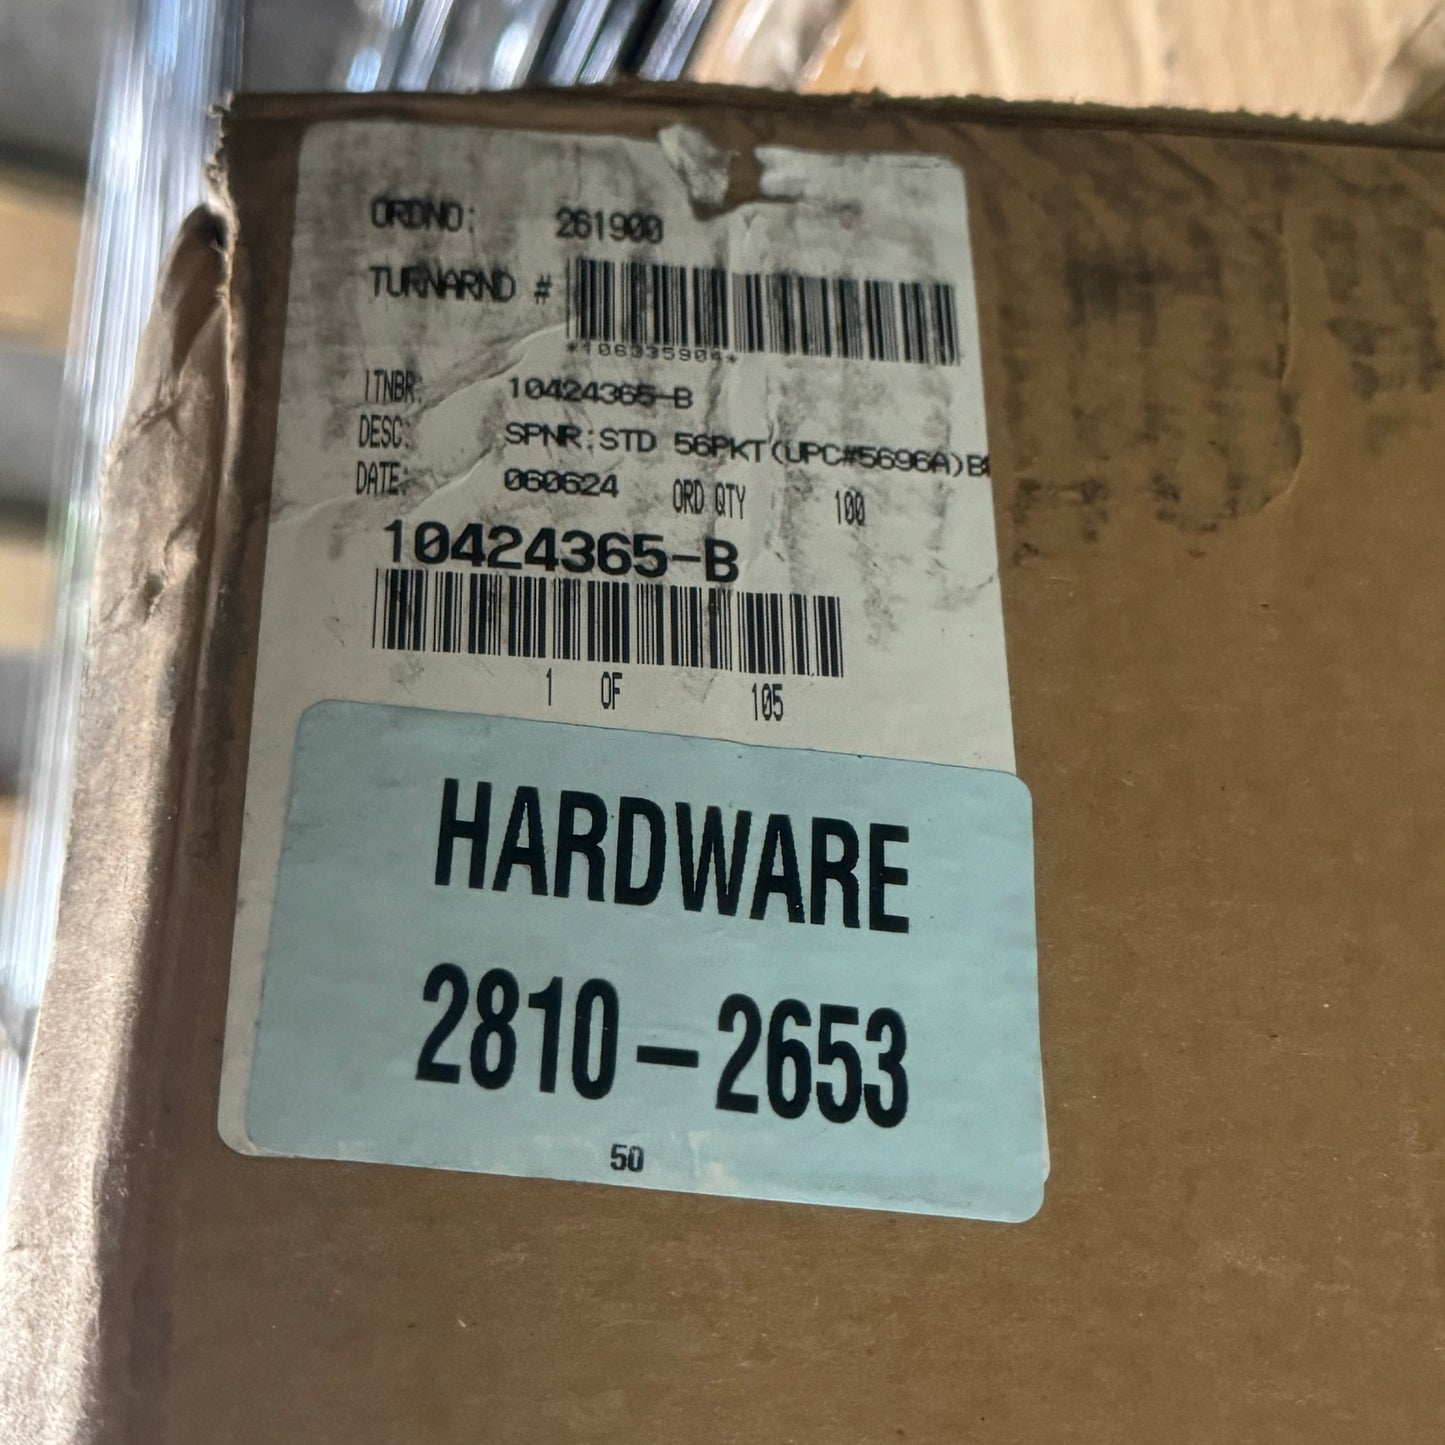 ORDNO: 261900
TURNARND #
*106335904*
ITNBR: 10424365-B
DESC: SPNR:STD 56PKT(UPC#5696A)B
DATE: 060624 ORD QTY 100
10424365-B
1 OF 105
HARDWARE
2810-2653
50